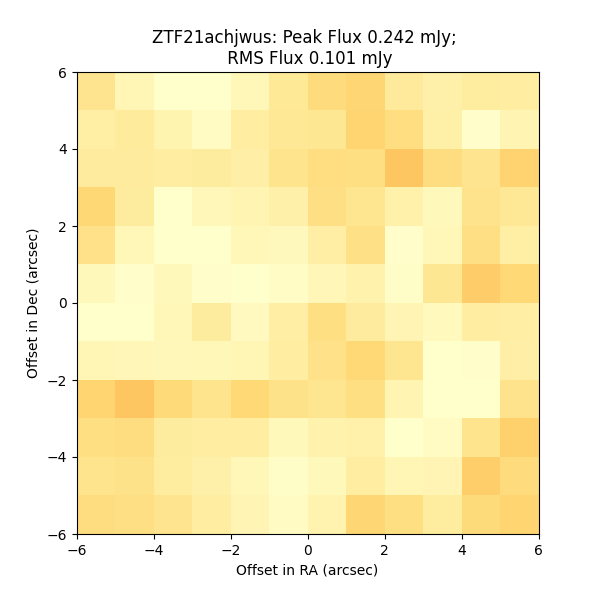 ZTF21achjwus: Peak Flux 0.242 mJy;
RMS Flux 0.101 mJy
6
4
2
0
−2
−4
−6
Offset in Dec (arcsec)
−6 −4 −2 0 2 4 6
Offset in RA (arcsec)